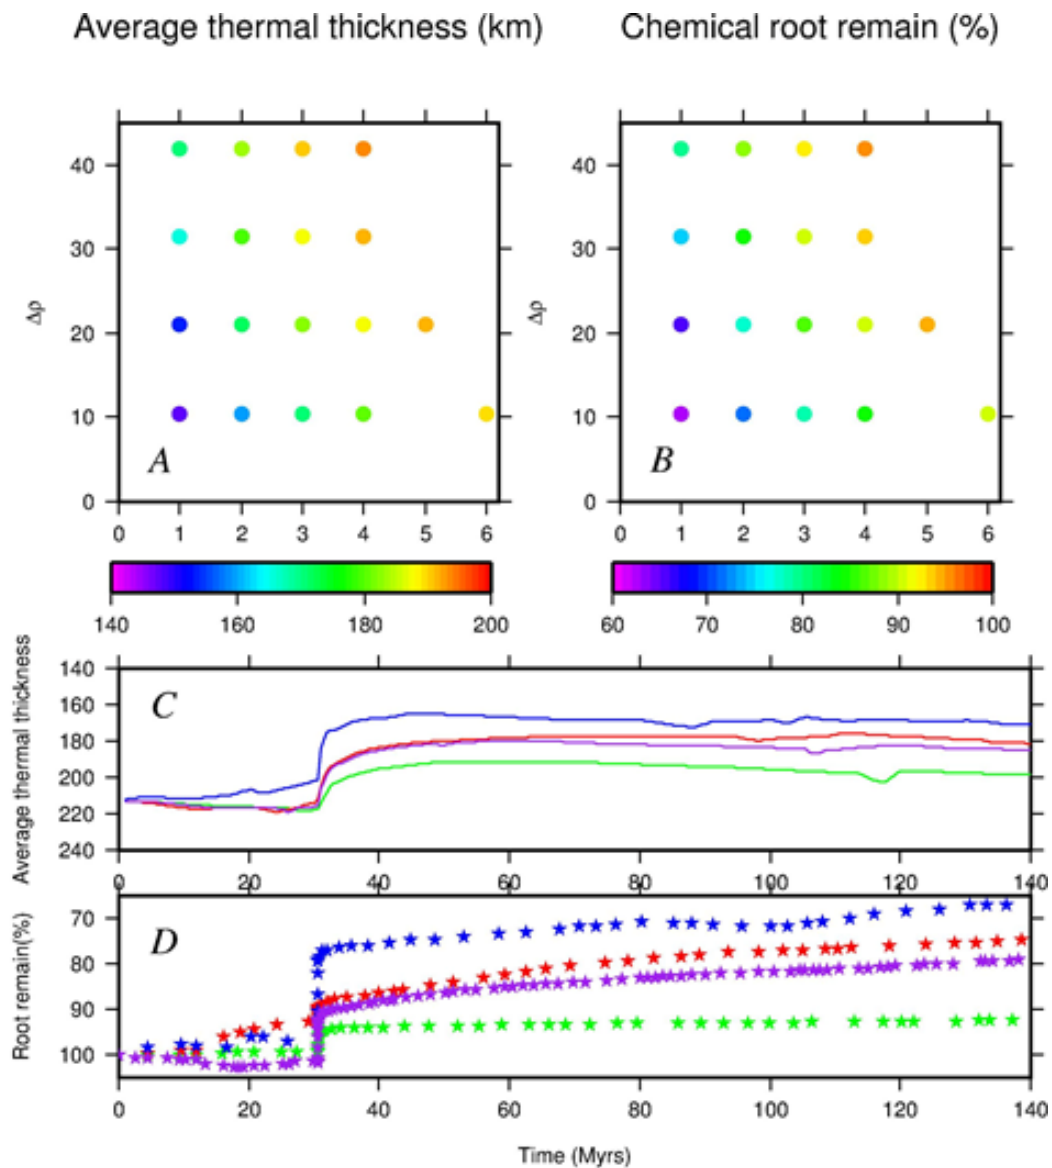 Average thermal thickness (km)
Chemical root remain (%)
40
30
20
10
0
Δρ
A
0 1 2 3 4 5 6
140 160 180 200
40
30
20
10
0
Δρ
B
0 1 2 3 4 5 6
60 70 80 90 100
Average thermal thickness
140
160
180
200
220
240
C
0 20 40 60 80 100 120 140
Root remain(%)
70
80
90
100
D
0 20 40 60 80 100 120 140
Time (Myrs)